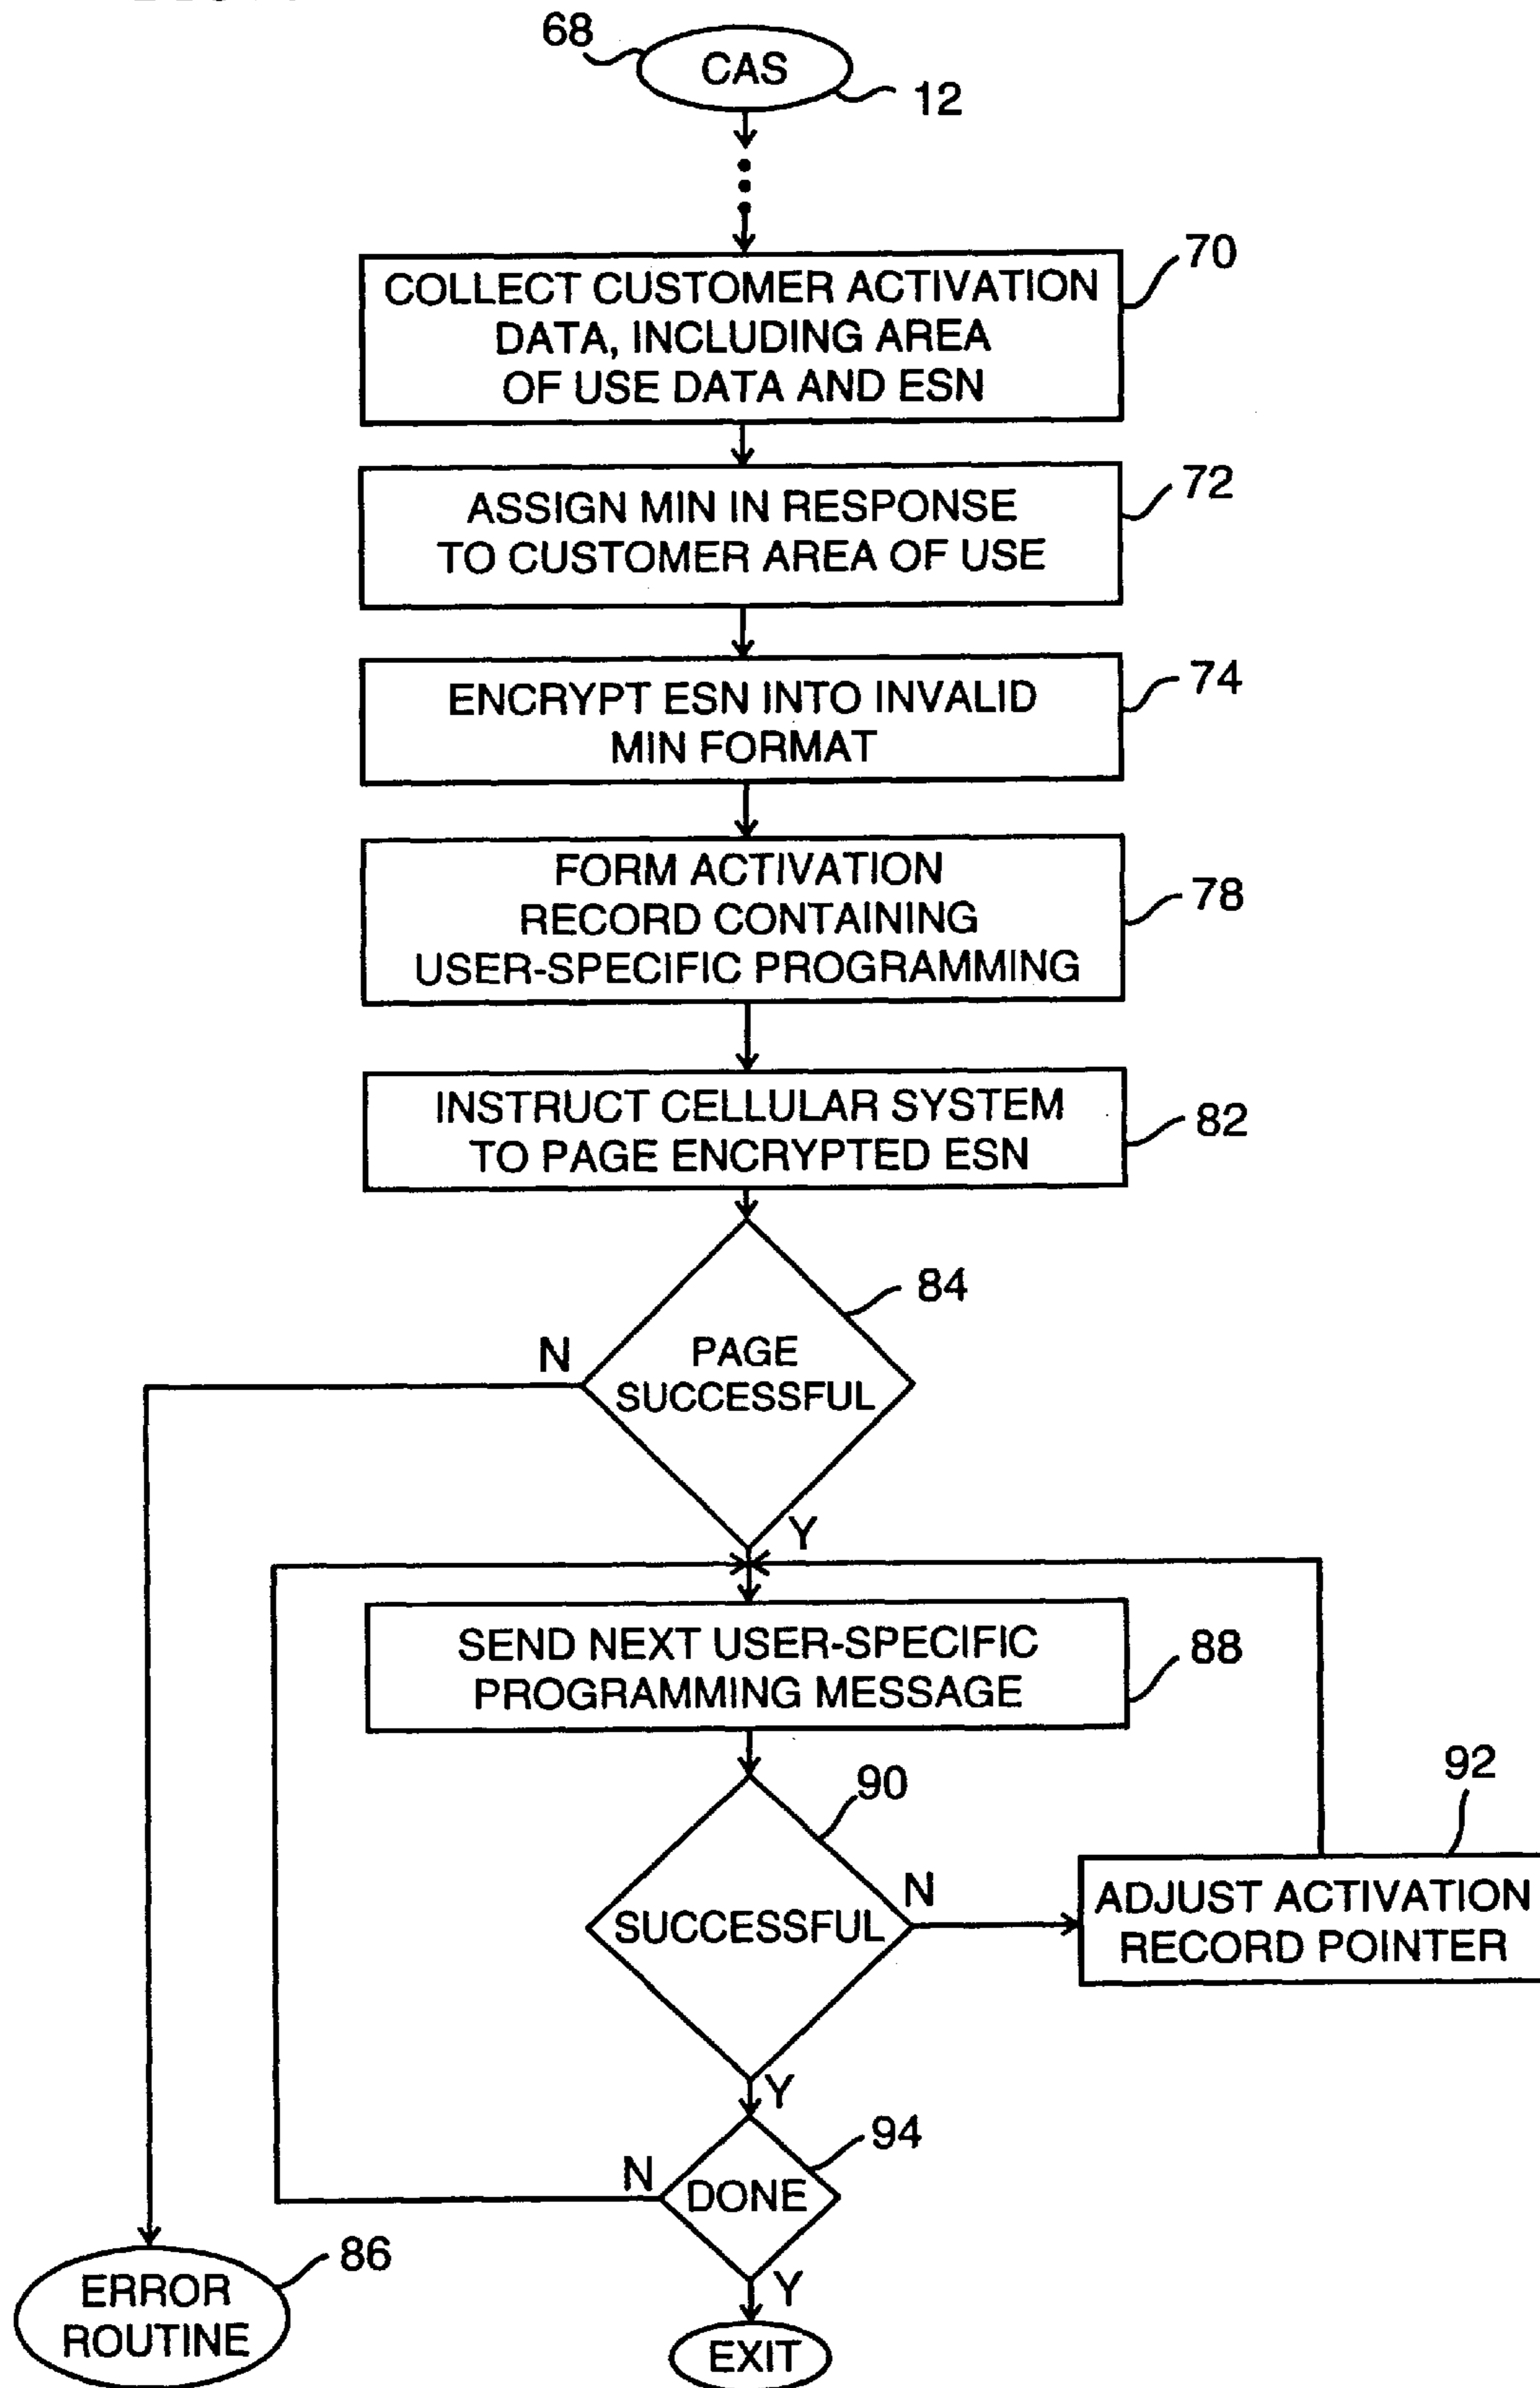 68
CAS
12
COLLECT CUSTOMER ACTIVATION
DATA, INCLUDING AREA
OF USE DATA AND ESN
70
ASSIGN MIN IN RESPONSE
TO CUSTOMER AREA OF USE
72
ENCRYPT ESN INTO INVALID
MIN FORMAT
74
FORM ACTIVATION
RECORD CONTAINING
USER-SPECIFIC PROGRAMMING
78
INSTRUCT CELLULAR SYSTEM
TO PAGE ENCRYPTED ESN
82
84
N
PAGE
SUCCESSFUL
Y
SEND NEXT USER-SPECIFIC
PROGRAMMING MESSAGE
88
90
SUCCESSFUL
N
92
ADJUST ACTIVATION
RECORD POINTER
Y
94
N
DONE
Y
86
ERROR
ROUTINE
EXIT